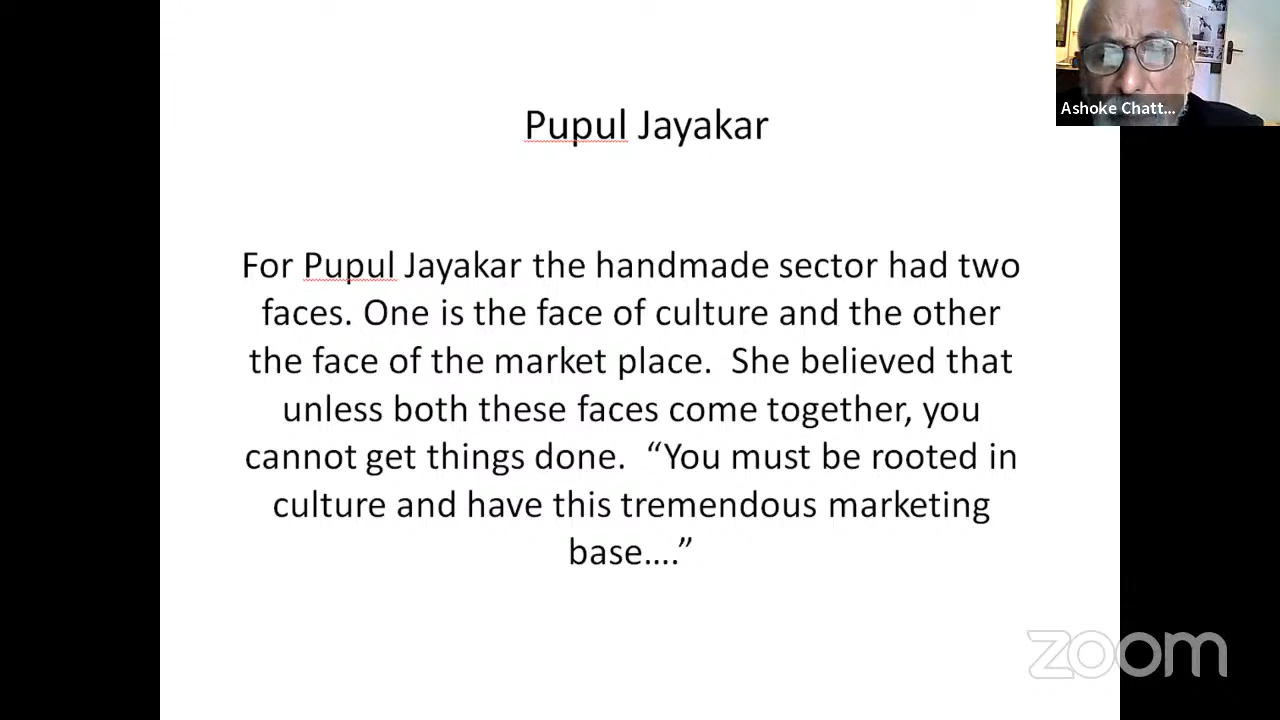 Pupul Jayakar
Ashoke Chatt...
For Pupul Jayakar the handmade sector had two
faces. One is the face of culture and the other
the face of the market place.  She believed that
unless both these faces come together, you
cannot get things done.  “You must be rooted in
culture and have this tremendous marketing
base….”
zoom